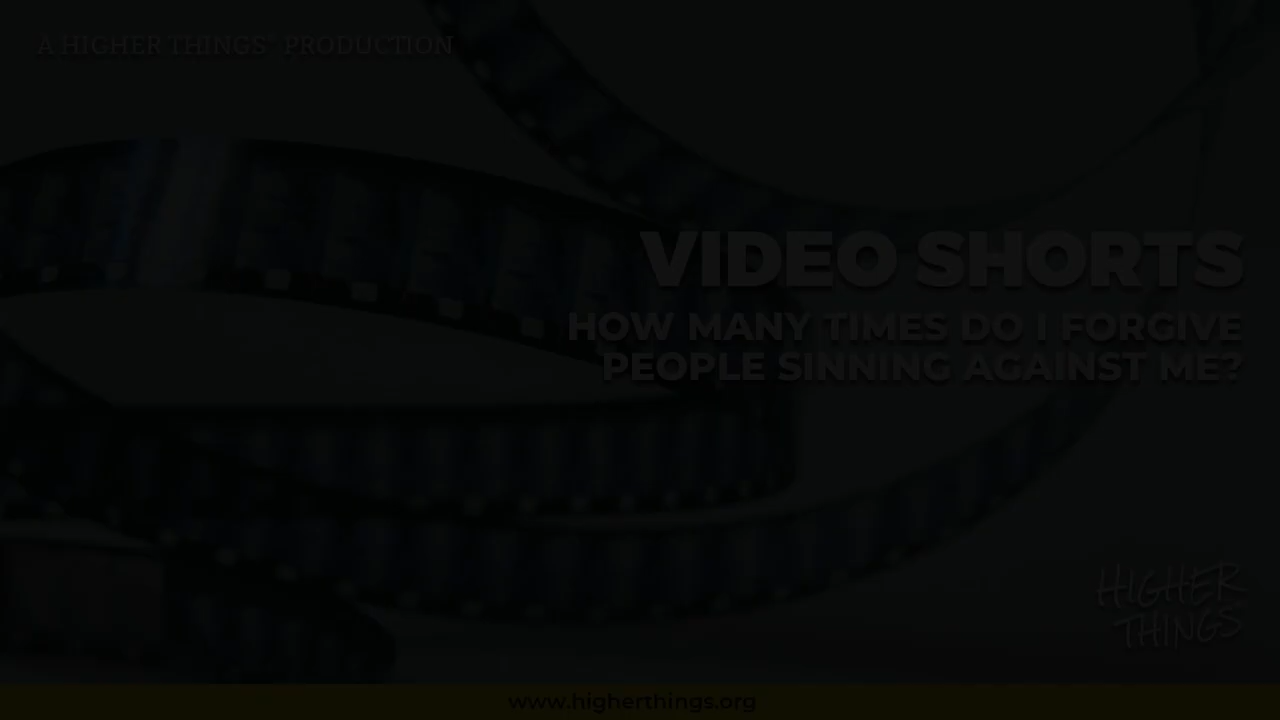 A HIGHER THINGS® PRODUCTION
VIDEO SHORTS
HOW MANY TIMES DO I FORGIVE
PEOPLE SINNING AGAINST ME?
HIGHER
THINGS
www.higherthings.org